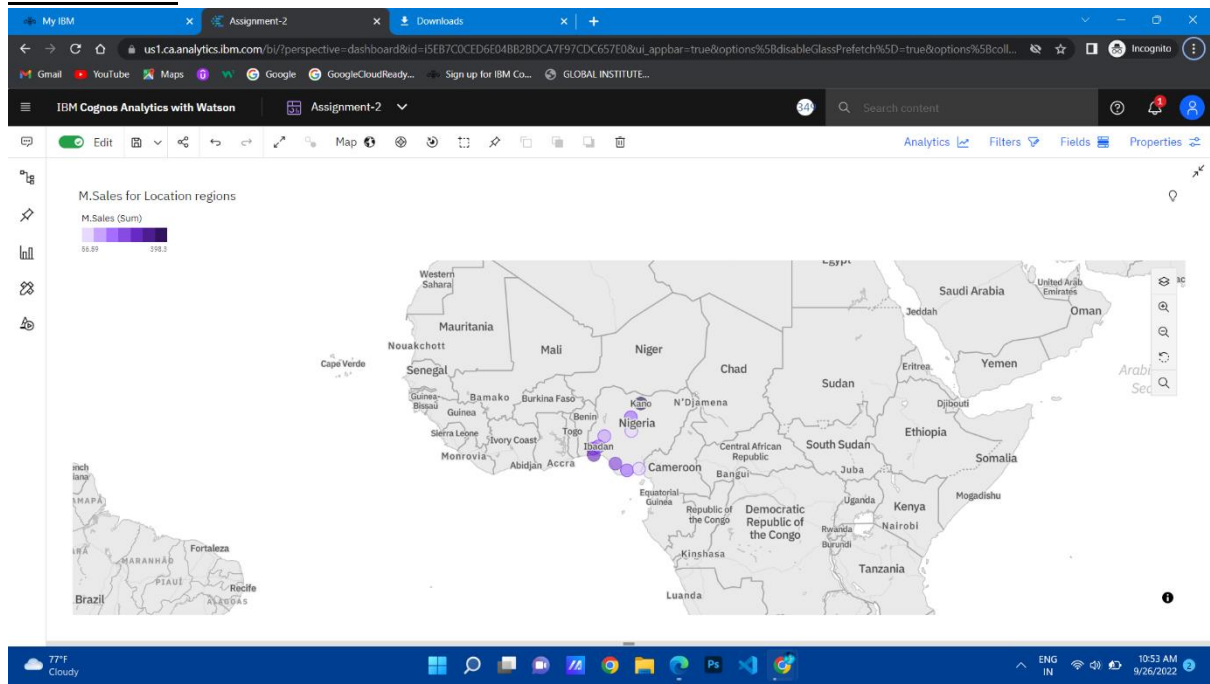 My IBM
Assignment-2
Downloads
us1.ca.analytics.ibm.com/bi/?perspective=dashboard&id=i5EB7C0CED6E04BB2BDCA7F97CDC657E0&ui_appbar=true&options%5BdisableGlassPrefetch%5D=true&options%5Bcoll...
Incognito
Gmail YouTube Maps Google GoogleCloudReady... Sign up for IBM Co... GLOBAL INSTITUTE...
IBM Cognos Analytics with Watson Assignment-2 Search content 1
Edit Map Analytics Filters Fields Properties
M.Sales for Location regions
M.Sales (Sum)
Western
Sahara
Saudi Arabia
United Arab
Emirates
Jeddah
Oman
Mauritania
Nouakchott
Mali
Niger
Cape Verde
Senegal
Chad
Eritrea
Yemen
Sudan
Guinea-
Bissau
Bamako
Burkina Faso
Kano
N'Djamena
Djibouti
Guinea
Benin
Nigeria
Sierra Leone
Ivory Coast
Togo
Ibadan
Ethiopia
Monrovia
Abidjan
Accra
Central African
Republic
South Sudan
Somalia
Cameroon
Bangui
Juba
Equatorial
Guinea
Republic of
the Congo
Democratic
Republic of
the Congo
Uganda
Kenya
Mogadishu
Rwanda
Nairobi
Burundi
Fortaleza
MARANHÃO
Kinshasa
Tanzania
PIAUÍ
Recife
Brazil
ALAGOAS
Luanda
77°F
Cloudy
ENG
IN
10:53 AM
9/26/2022
2